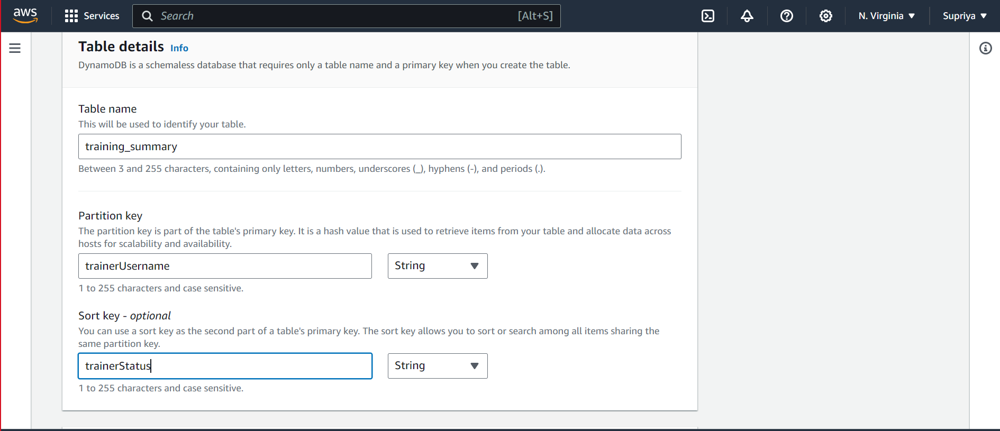 aws Services Search [Alt+S] N. Virginia Supriya
Table details Info
DynamoDB is a schemaless database that requires only a table name and a primary key when you create the table.
Table name
This will be used to identify your table.
training_summary
Between 3 and 255 characters, containing only letters, numbers, underscores (_), hyphens (-), and periods (.).
Partition key
The partition key is part of the table's primary key. It is a hash value that is used to retrieve items from your table and allocate data across
hosts for scalability and availability.
trainerUsername String
1 to 255 characters and case sensitive.
Sort key - optional
You can use a sort key as the second part of a table's primary key. The sort key allows you to sort or search among all items sharing the
same partition key.
trainerStatus String
1 to 255 characters and case sensitive.